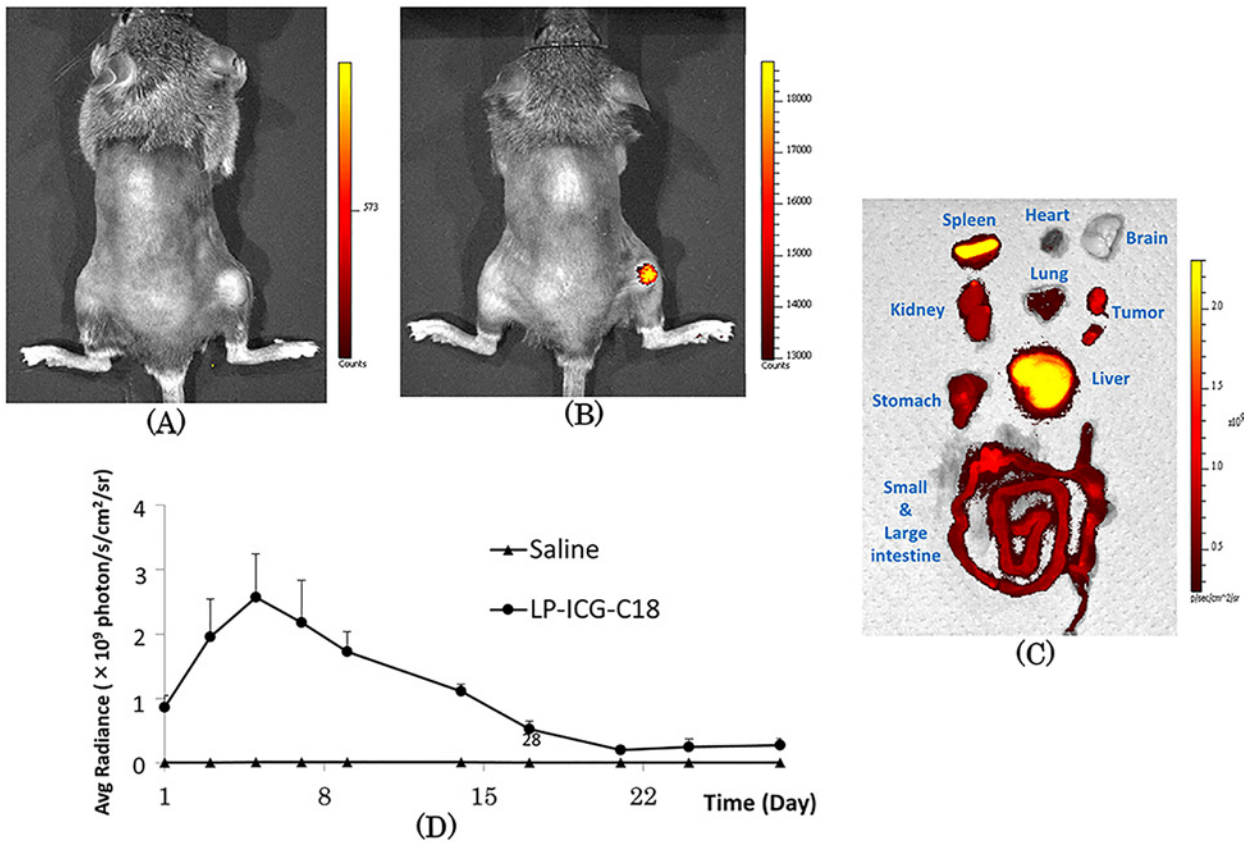 573
Counts
(A)
18000
17000
16000
15000
14000
13000
Counts
(B)
Spleen
Heart
Brain
Lung
Kidney
Tumor
Liver
Stomach
Small
&
Large
intestine
2.0
1.5
1.0
0.5
p/sec/cm^2/sr
(C)
Avg Radiance ( × 10⁹ photon/s/cm²/sr)
4
3
2
1
0
Saline
LP-ICG-C18
28
1
8
15
22
Time (Day)
(D)